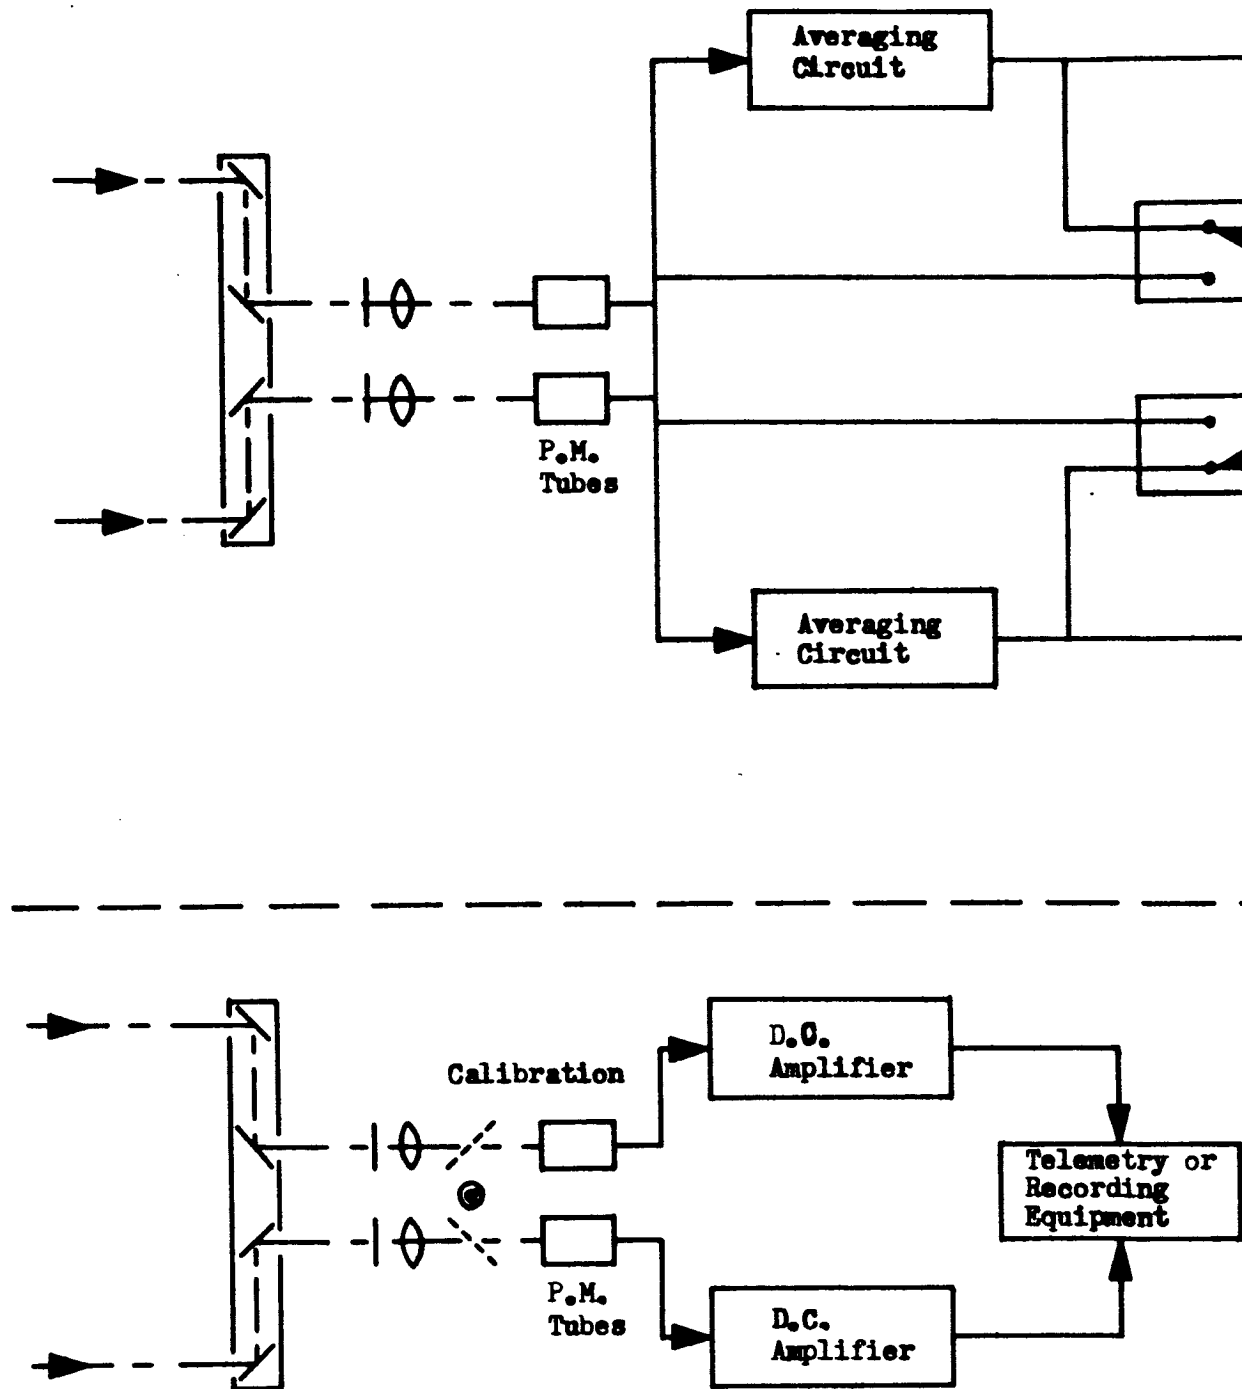 Averaging
Circuit
P.M.
Tubes
Averaging
Circuit
Calibration
D.C.
Amplifier
Telemetry or
Recording
Equipment
P.M.
Tubes
D.C.
Amplifier